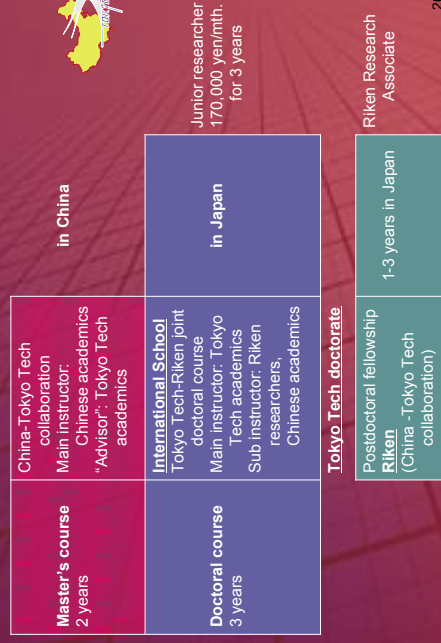 Master's course
2 years
China-Tokyo Tech
collaboration
Main instructor:
Chinese academics
"Advisor": Tokyo Tech
academics
in China
Doctoral course
3 years
International School
Tokyo Tech-Riken joint
doctoral course
Main instructor: Tokyo
Tech academics
Sub instructor: Riken
researchers,
Chinese academics
in Japan
Junior researcher
170,000 yen/mth.
for 3 years
Tokyo Tech doctorate
Postdoctoral fellowship
Riken
(China -Tokyo Tech
collaboration)
1-3 years in Japan
Riken Research
Associate